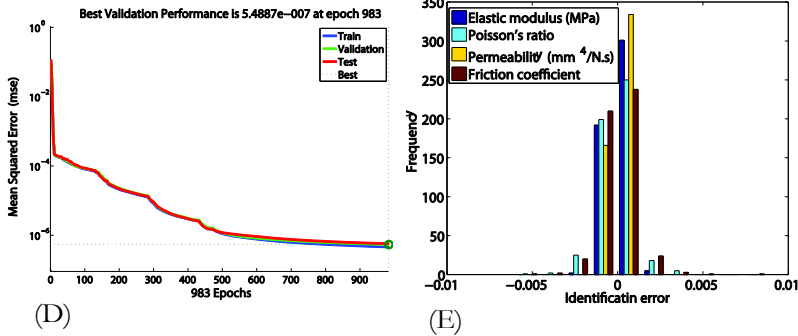 Best Validation Performance is 5.4887e−007 at epoch 983
Mean Squared Error (mse)
10^0
10^−2
10^−4
10^−6
Train
Validation
Test
Best
0 100 200 300 400 500 600 700 800 900
983 Epochs
(D)
Frequency
350
300
250
200
150
100
50
0
Elastic modulus (MPa)
Poisson's ratio
Permeability (mm^4/N.s)
Friction coefficient
−0.01 −0.005 0 0.005 0.01
Identificatin error
(E)